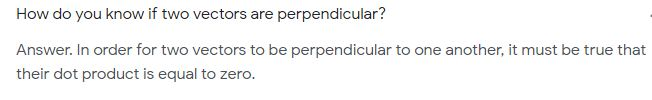 How do you know if two vectors are perpendicular?
Answer. In order for two vectors to be perpendicular to one another, it must be true that
their dot product is equal to zero.